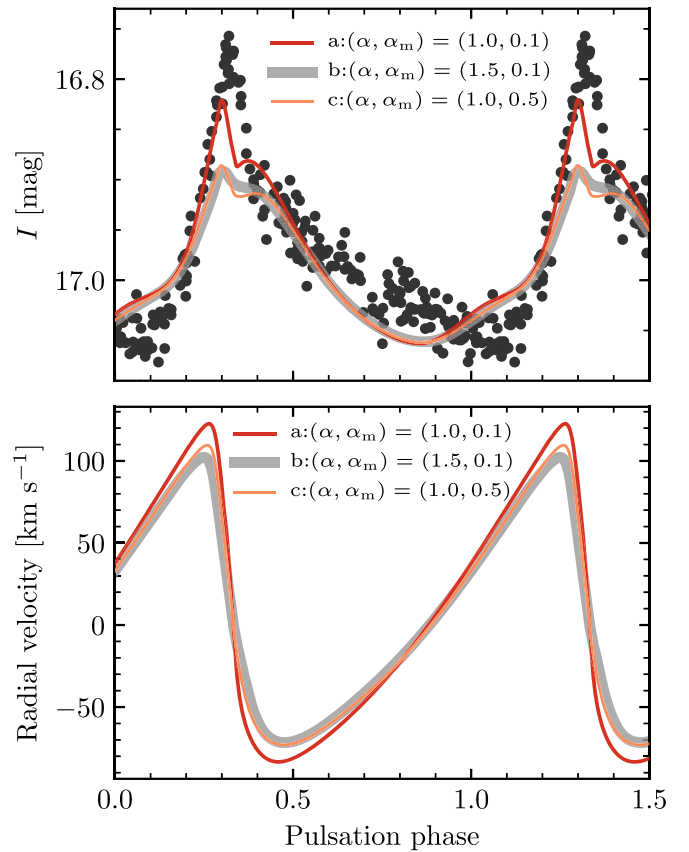 a:(α, αm) = (1.0, 0.1)
b:(α, αm) = (1.5, 0.1)
c:(α, αm) = (1.0, 0.5)
16.8
17.0
I [mag]
a:(α, αm) = (1.0, 0.1)
b:(α, αm) = (1.5, 0.1)
c:(α, αm) = (1.0, 0.5)
100
50
0
−50
Radial velocity [km s⁻¹]
0.0 0.5 1.0 1.5
Pulsation phase